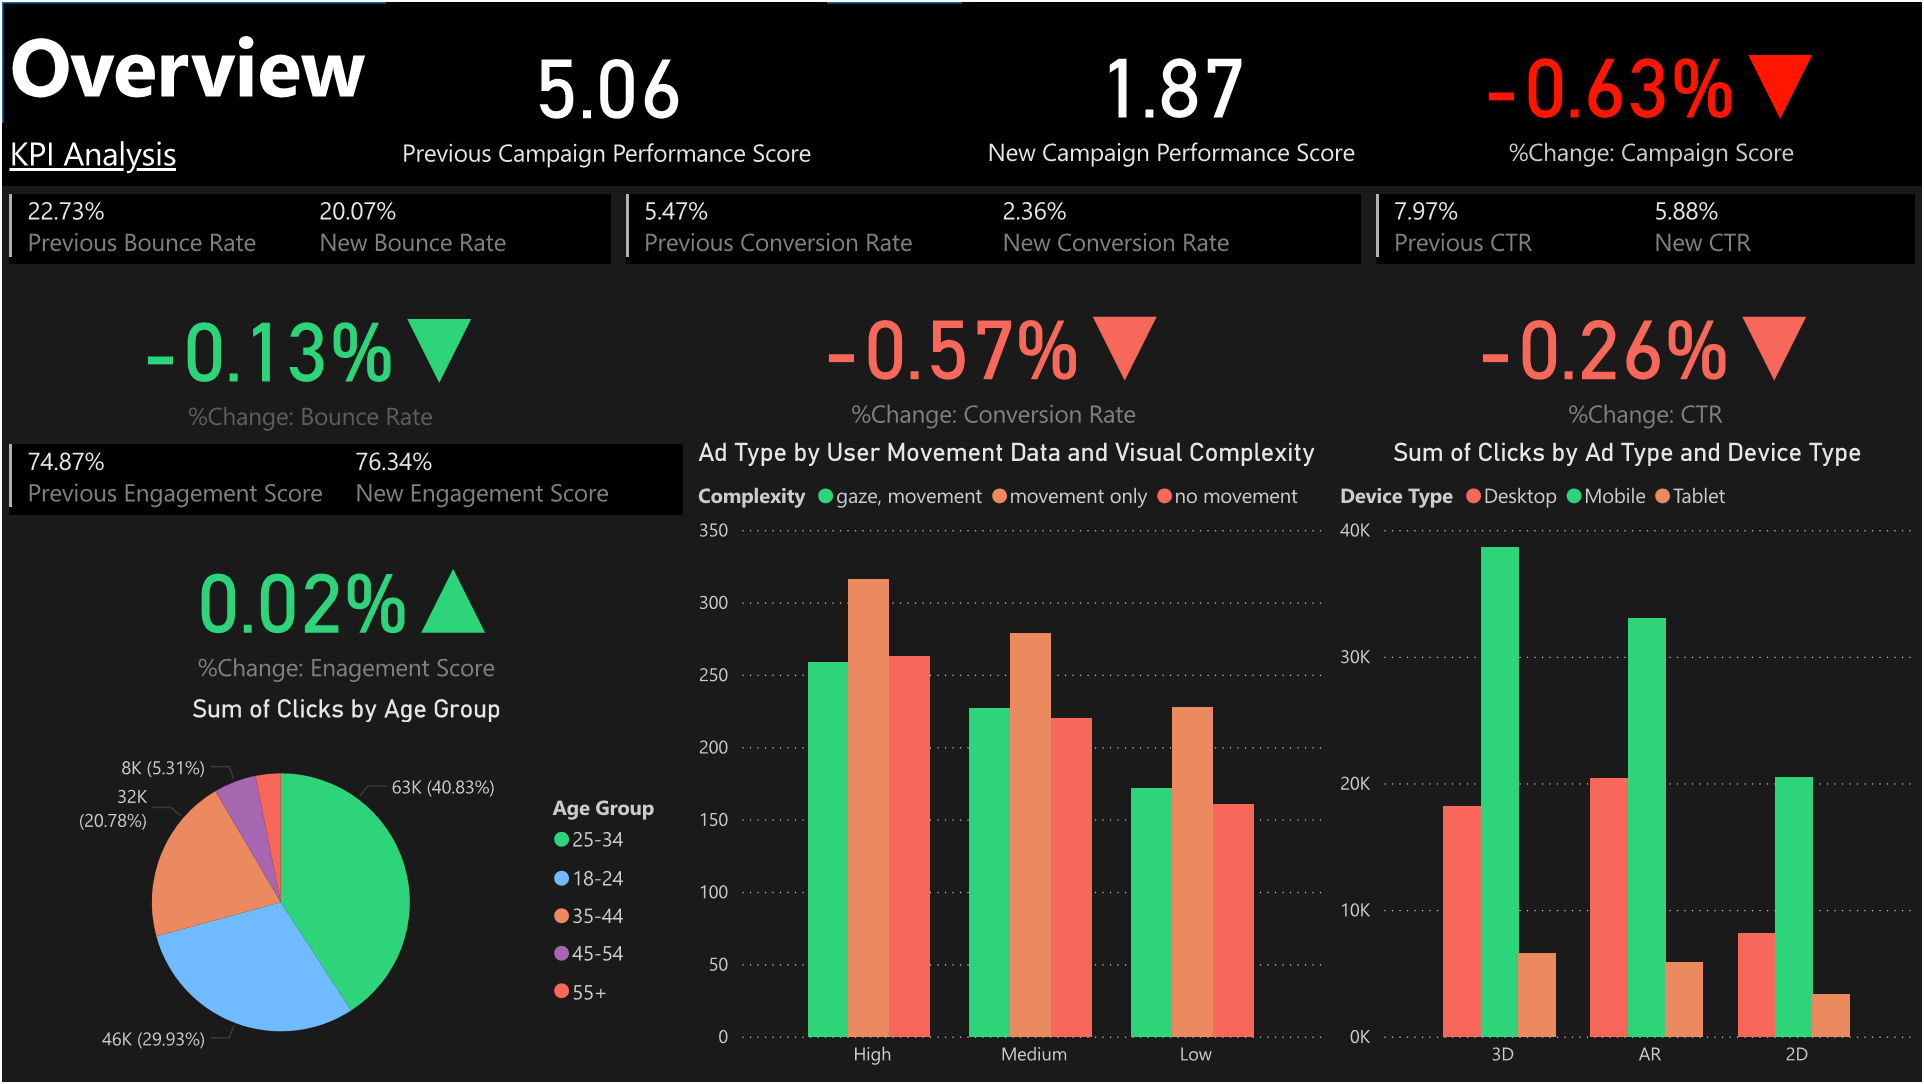 Overview
KPI Analysis
5.06
Previous Campaign Performance Score
1.87
New Campaign Performance Score
-0.63%
%Change: Campaign Score
22.73%
Previous Bounce Rate
20.07%
New Bounce Rate
5.47%
Previous Conversion Rate
2.36%
New Conversion Rate
7.97%
Previous CTR
5.88%
New CTR
-0.13%
%Change: Bounce Rate
-0.57%
%Change: Conversion Rate
-0.26%
%Change: CTR
74.87%
Previous Engagement Score
76.34%
New Engagement Score
0.02%
%Change: Enagement Score
Sum of Clicks by Age Group
8K (5.31%)
32K
(20.78%)
63K (40.83%)
46K (29.93%)
Age Group
25-34
18-24
35-44
45-54
55+
Ad Type by User Movement Data and Visual Complexity
Complexity gaze, movement movement only no movement
350
300
250
200
150
100
50
0
High Medium Low
Sum of Clicks by Ad Type and Device Type
Device Type Desktop Mobile Tablet
40K
30K
20K
10K
0K
3D AR 2D